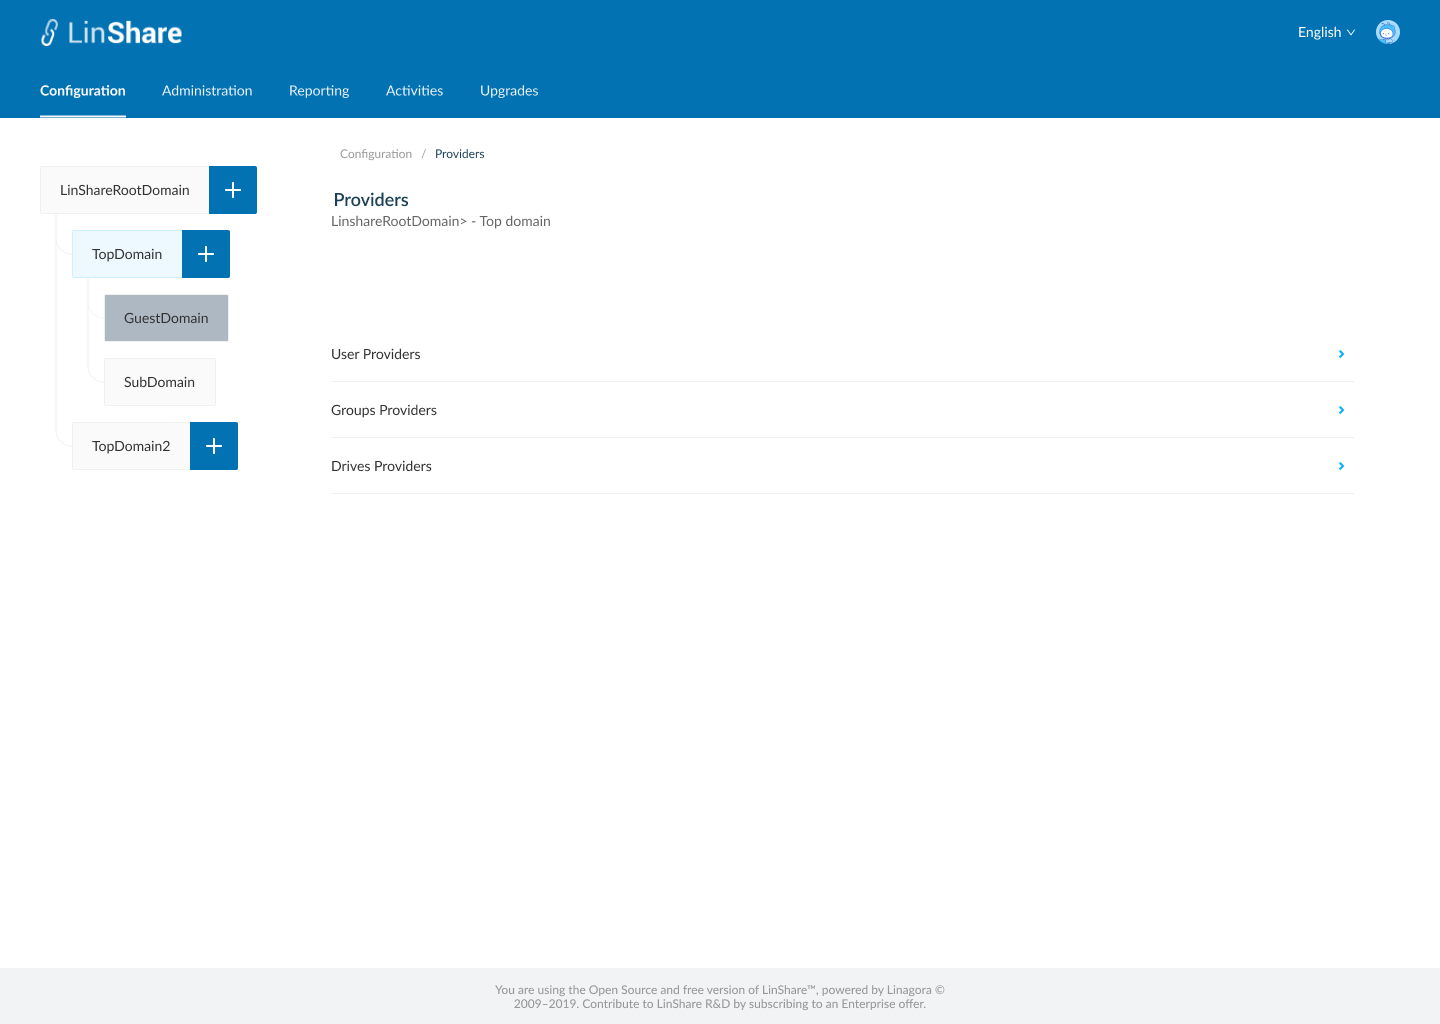 LinShare
English
Configuration
Administration
Reporting
Activities
Upgrades
Configuration / Providers
LinShareRootDomain
TopDomain
GuestDomain
SubDomain
TopDomain2
Providers
LinshareRootDomain> - Top domain
User Providers
Groups Providers
Drives Providers
You are using the Open Source and free version of LinShare™, powered by Linagora ©
2009–2019. Contribute to LinShare R&D by subscribing to an Enterprise offer.